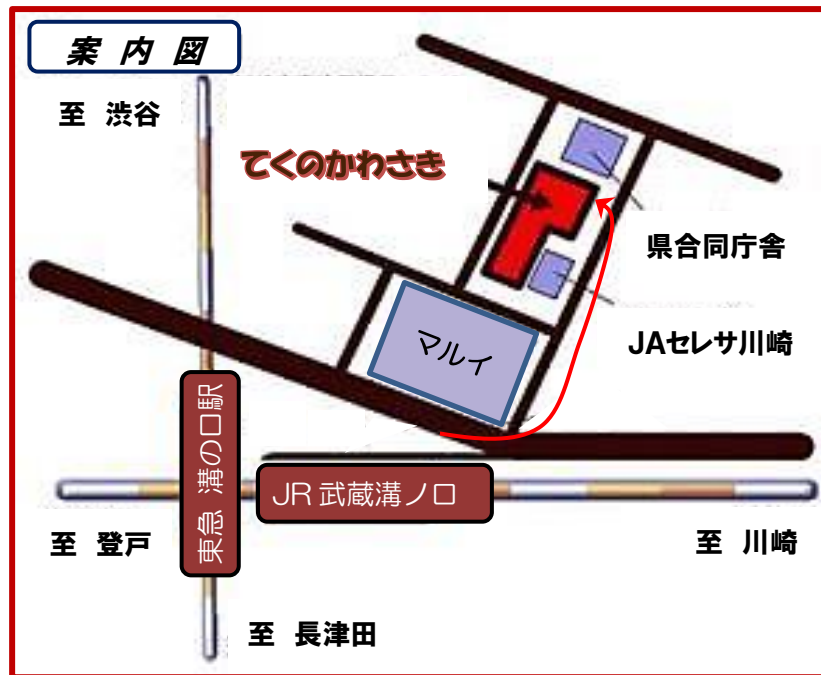 案 内 図
至 渋谷
てくのかわさき
県合同庁舎
JAセレサ川崎
マルイ
東急 溝の口駅
JR 武蔵溝ノ口
至 登戸
至 川崎
至 長津田